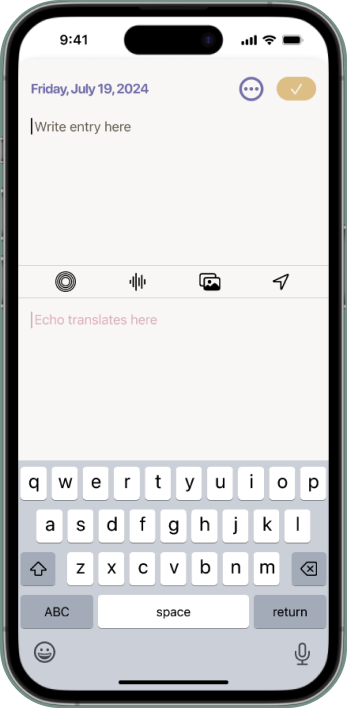 9:41
Friday, July 19, 2024
Write entry here
Echo translates here
q w e r t y u i o p
a s d f g h j k l
z x c v b n m
ABC space return